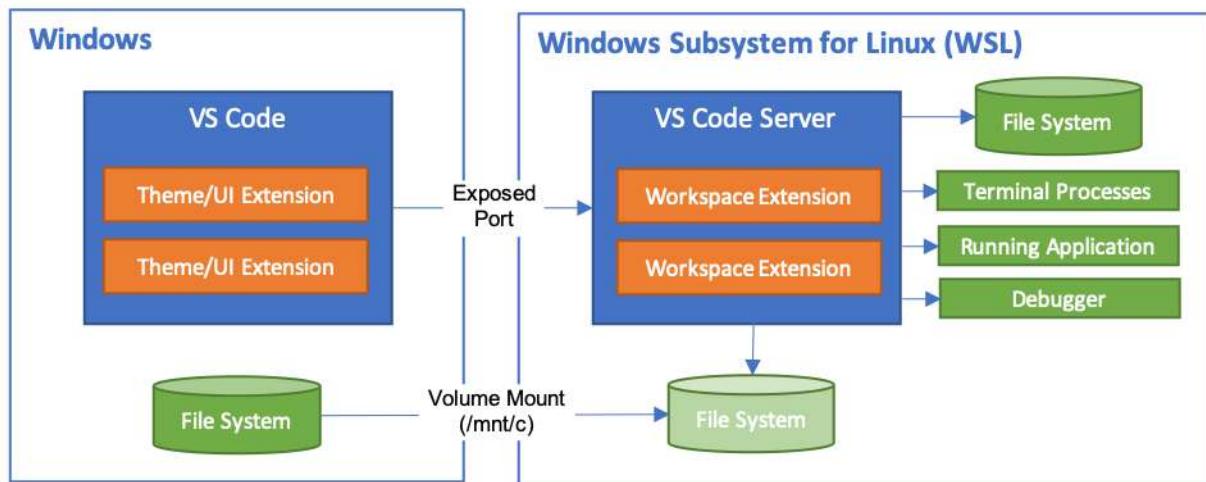 Windows
VS Code
Theme/UI Extension
Theme/UI Extension
File System
Exposed
Port
Volume Mount
(/mnt/c)
Windows Subsystem for Linux (WSL)
VS Code Server
Workspace Extension
Workspace Extension
File System
Terminal Processes
Running Application
Debugger
File System